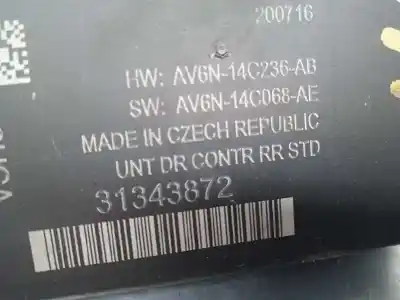 200716
HW: AV6N-14C236-AB
SW: AV6N-14C068-AE
MADE IN CZECH REPUBLIC
UNT DR CONTR RR STD
31343872